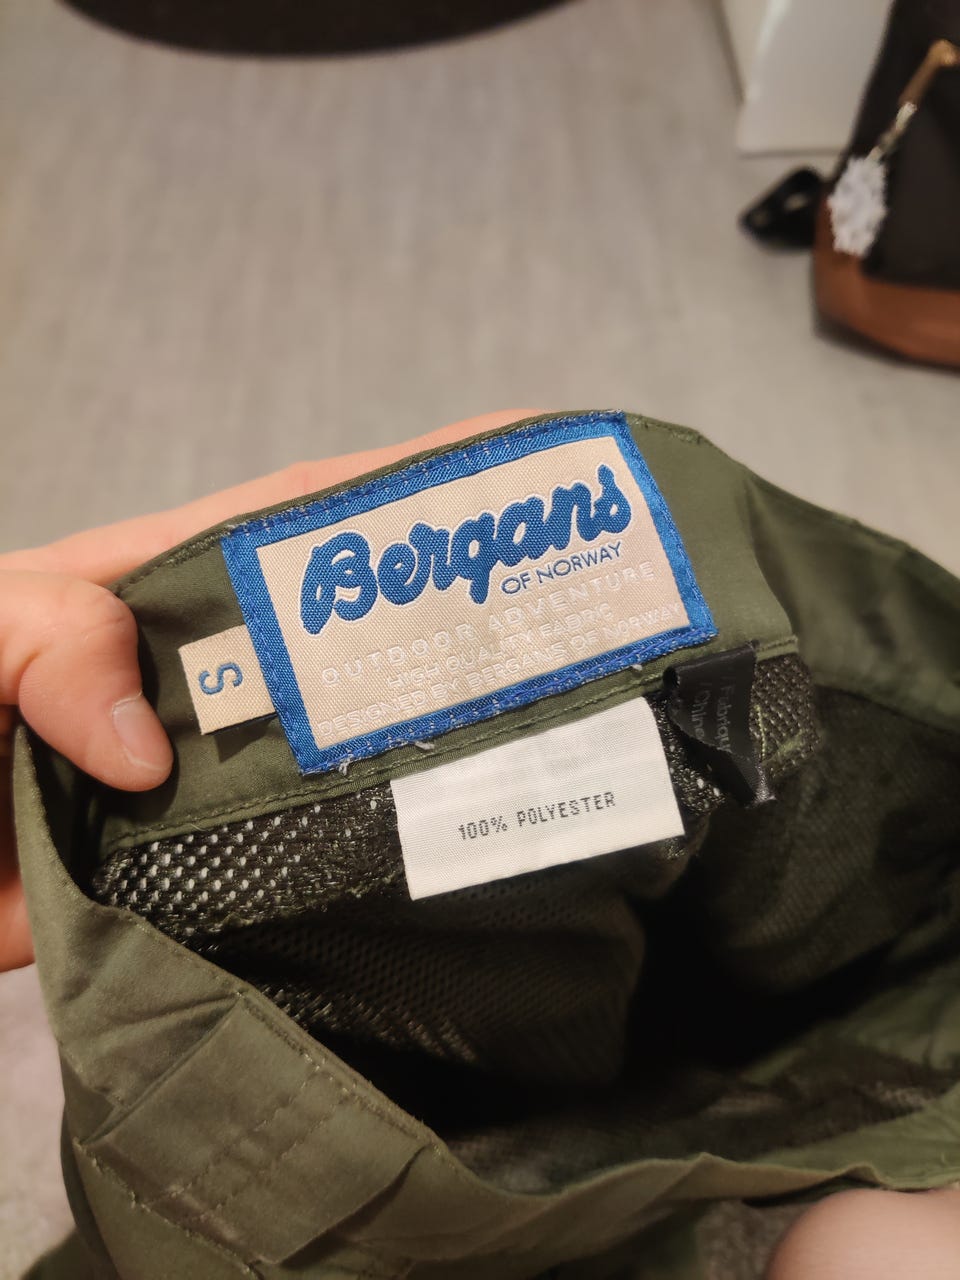 Bergans
OF NORWAY
OUTDOOR ADVENTURE
HIGH QUALITY FABRIC
DESIGNED BY BERGANS OF NORWAY
S
100% POLYESTER